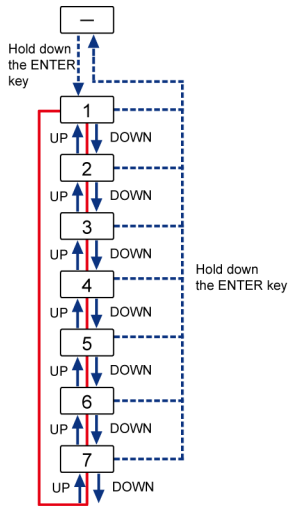 —
Hold down
the ENTER
key
1
UP DOWN
2
UP DOWN
3
UP DOWN
4
Hold down
the ENTER key
UP DOWN
5
UP DOWN
6
UP DOWN
7
UP DOWN